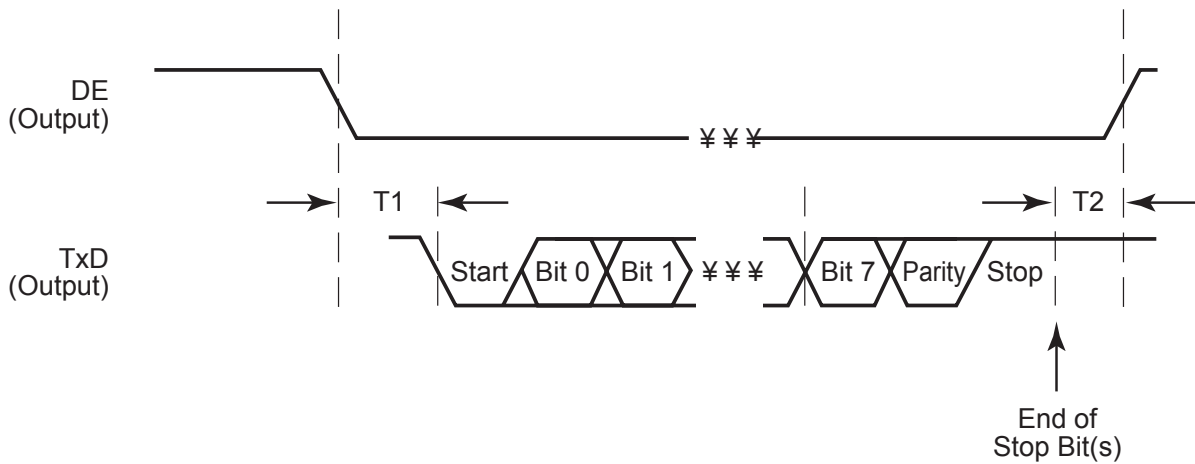 DE
(Output)
¥ ¥ ¥
T1
T2
TxD
(Output)
Start
Bit 0
Bit 1
¥ ¥ ¥
Bit 7
Parity
Stop
End of
Stop Bit(s)